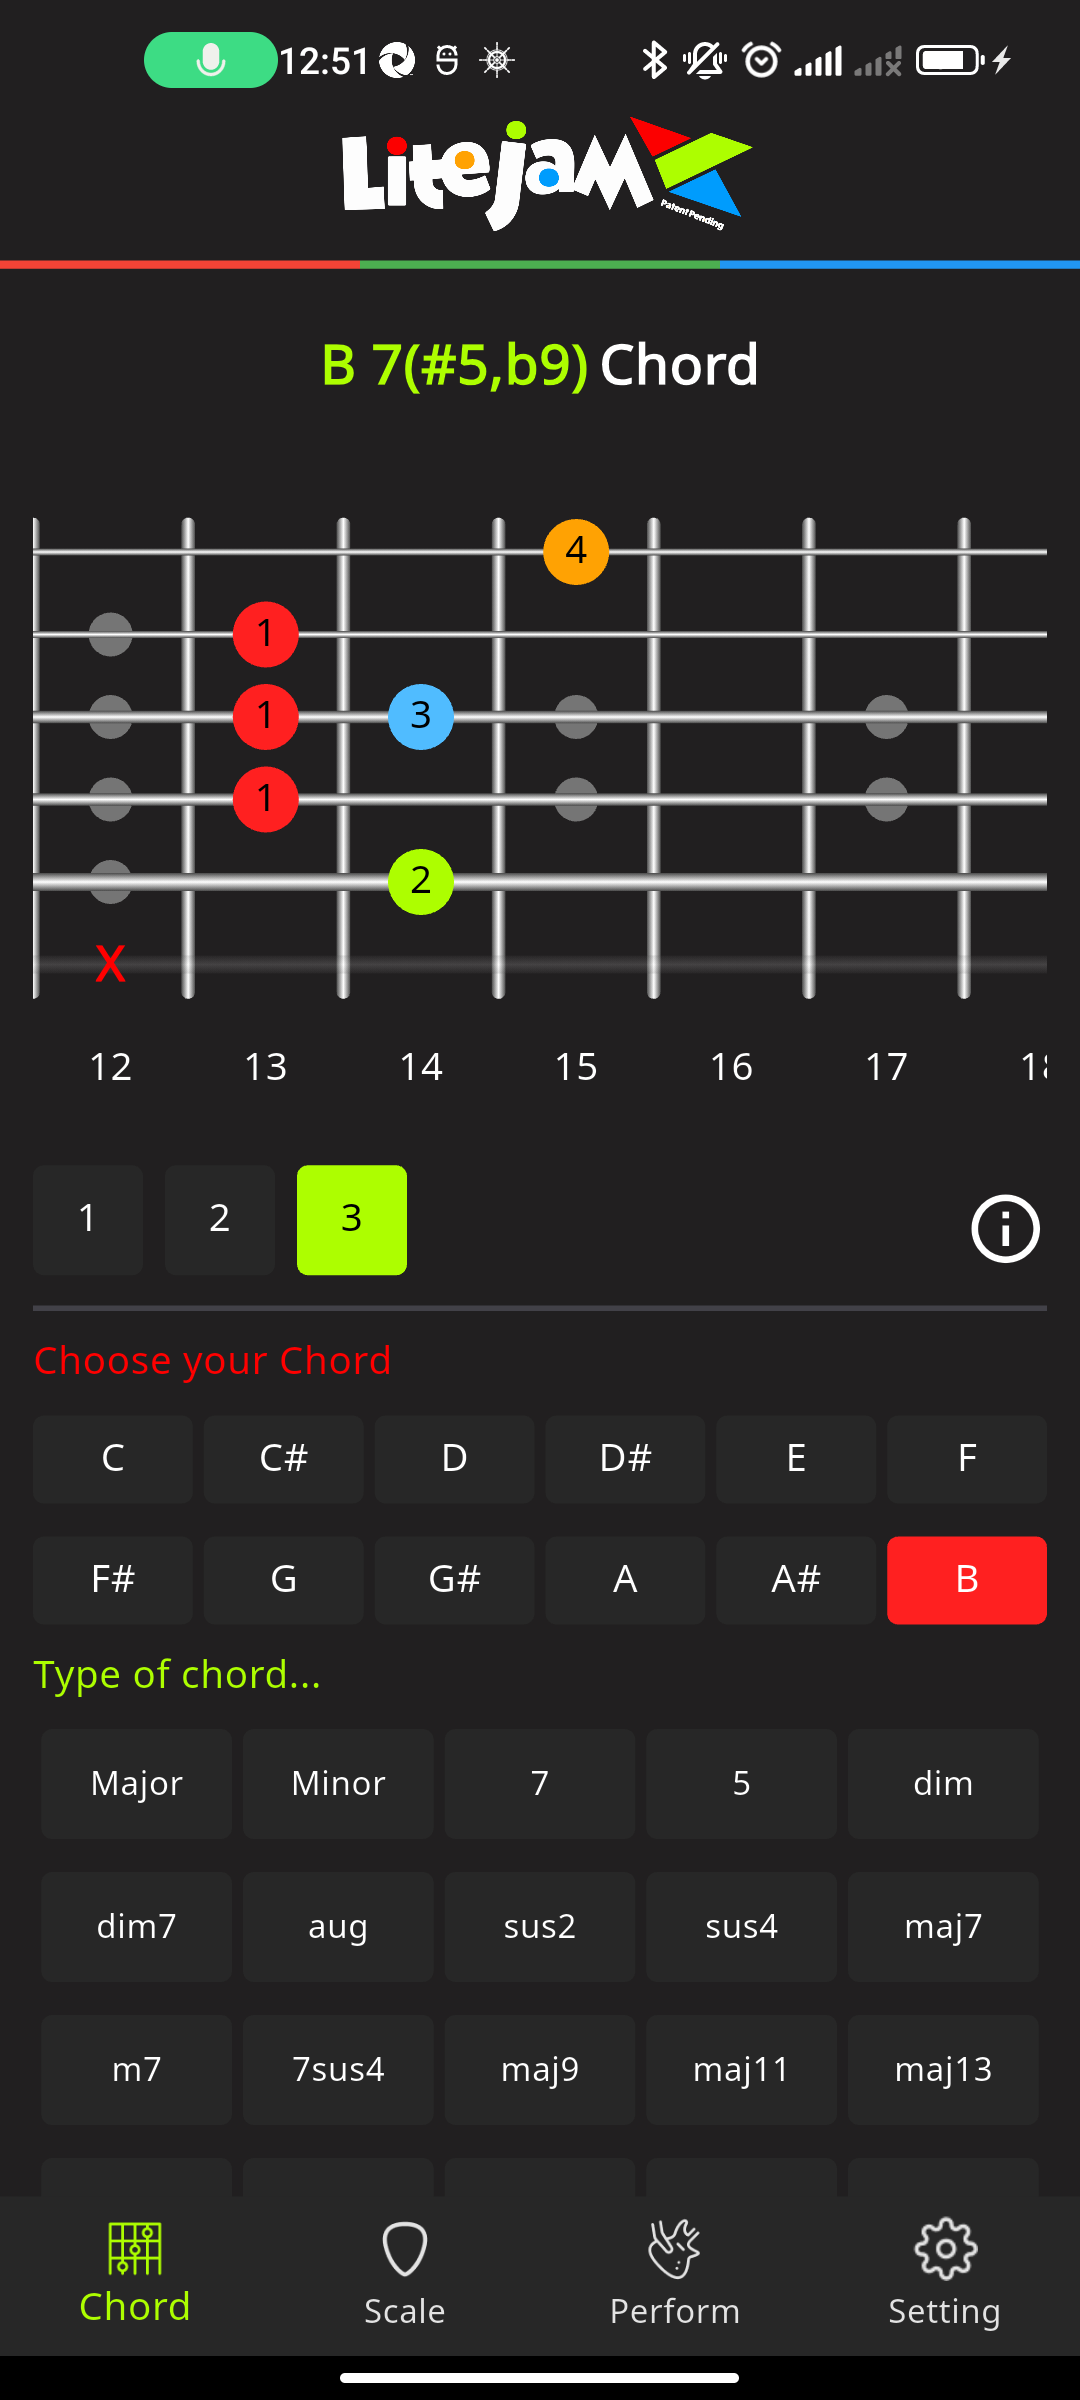 12:51
Litejam
Patent Pending
B 7(#5,b9) Chord
4
1
1 3
1
2
X
12 13 14 15 16 17
1 2 3
Choose your Chord
C C# D D# E F
F# G G# A A# B
Type of chord...
Major Minor 7 5 dim
dim7 aug sus2 sus4 maj7
m7 7sus4 maj9 maj11 maj13
Chord Scale Perform Setting